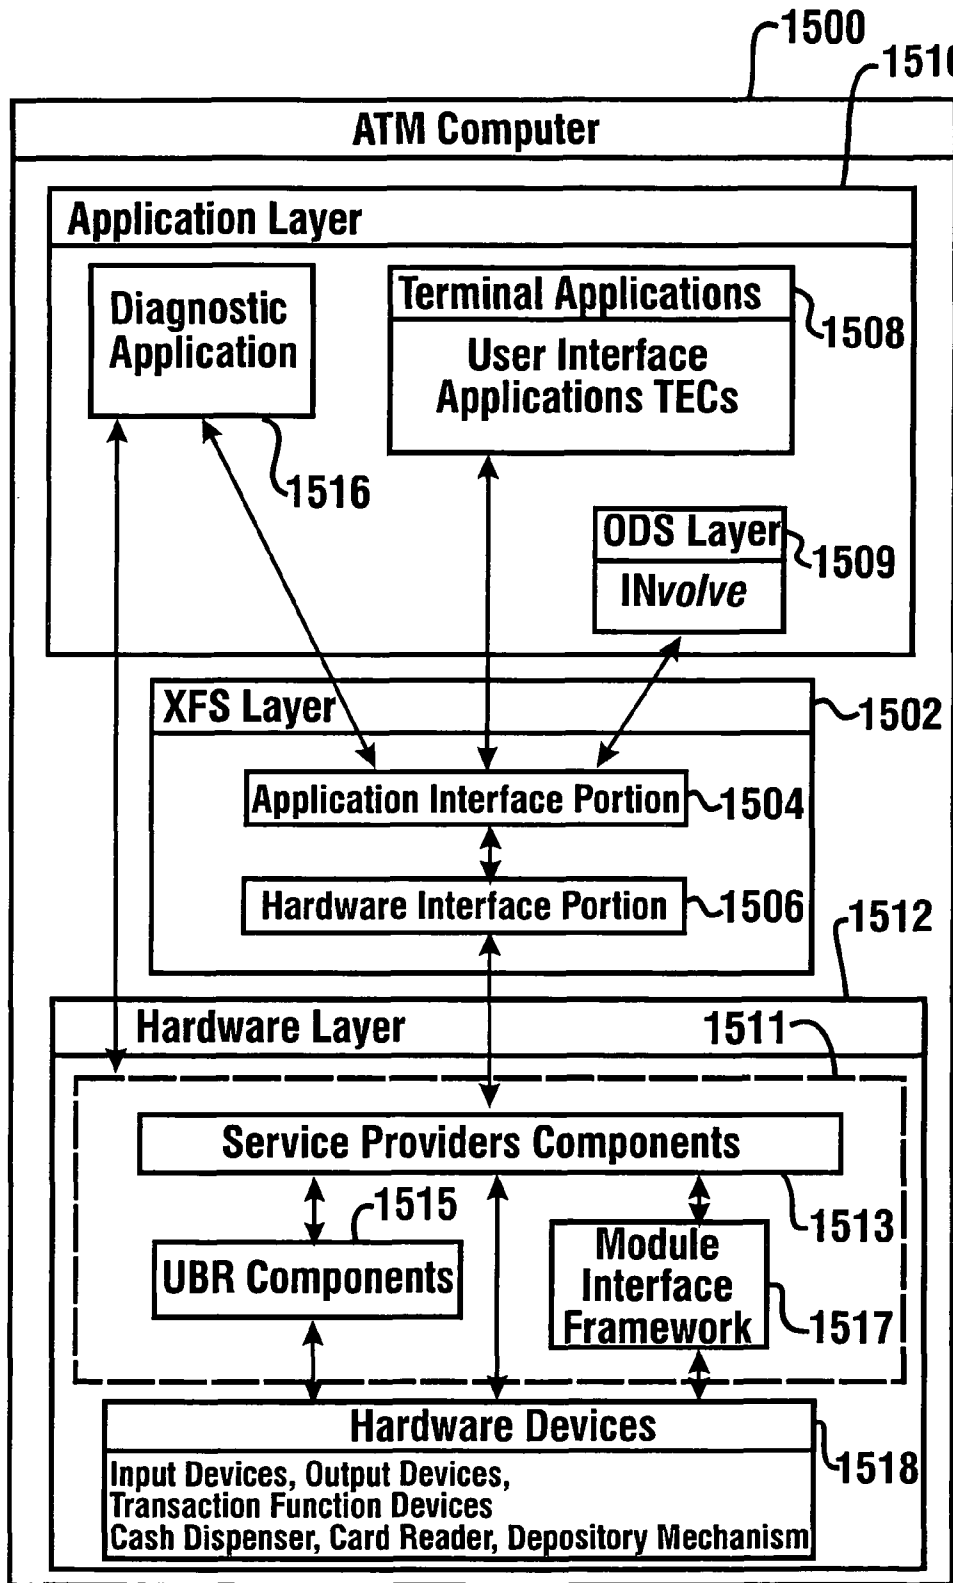 1500
1510
ATM Computer
Application Layer
Diagnostic
Application
1516
Terminal Applications
1508
User Interface
Applications TECs
ODS Layer
1509
INvolve
XFS Layer
1502
Application Interface Portion
1504
Hardware Interface Portion
1506
1512
Hardware Layer
1511
Service Providers Components
1513
1515
UBR Components
Module
Interface
Framework
1517
Hardware Devices
1518
Input Devices, Output Devices,
Transaction Function Devices
Cash Dispenser, Card Reader, Depository Mechanism